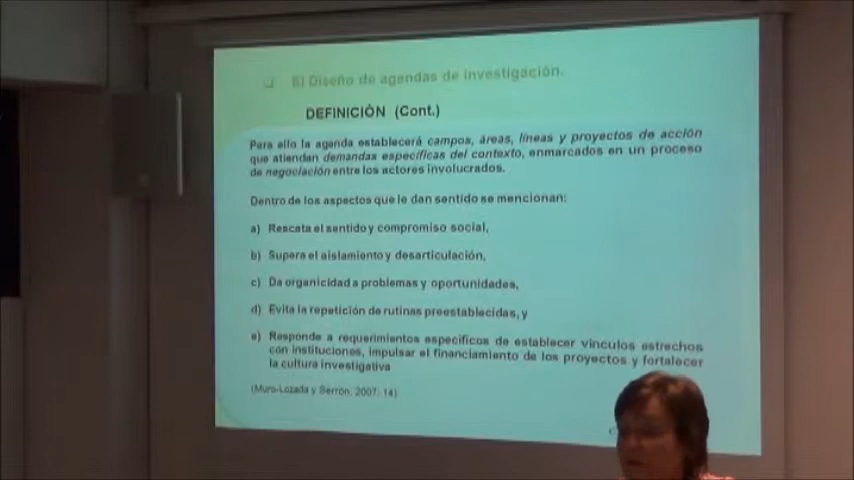 El Diseño de agendas de investigación.
DEFINICIÓN (Cont.)
Para ello la agenda establecerá campos, áreas, líneas y proyectos de acción
que atiendan demandas específicas del contexto, enmarcados en un proceso
de negociación entre los actores involucrados.
Dentro de los aspectos que le dan sentido se mencionan:
a) Rescata el sentido y compromiso social,
b) Supera el aislamiento y desarticulación,
c) Da organicidad a problemas y oportunidades,
d) Evita la repetición de rutinas preestablecidas, y
e) Responde a requerimientos específicos de establecer vínculos estrechos
con instituciones, impulsar el financiamiento de los proyectos y fortalecer
la cultura investigativa
(Muro-Lozada y Serrón, 2007: 14)